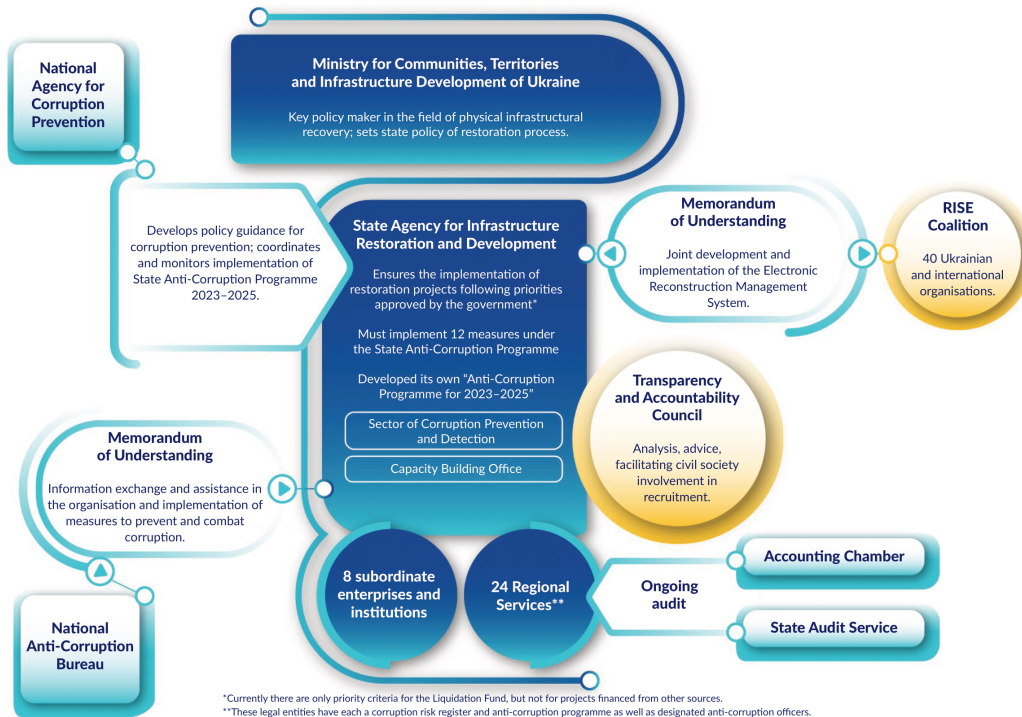 National
Agency for
Corruption
Prevention
Ministry for Communities, Territories
and Infrastructure Development of Ukraine
Key policy maker in the field of physical infrastructural
recovery; sets state policy of restoration process.
Develops policy guidance for
corruption prevention; coordinates
and monitors implementation of
State Anti-Corruption Programme
2023–2025.
State Agency for Infrastructure
Restoration and Development
Ensures the implementation of
restoration projects following priorities
approved by the government*
Must implement 12 measures under
the State Anti-Corruption Programme
Developed its own “Anti-Corruption
Programme for 2023–2025”
Sector of Corruption Prevention
and Detection
Capacity Building Office
Memorandum
of Understanding
Joint development and
implementation of the Electronic
Reconstruction Management
System.
RISE
Coalition
40 Ukrainian
and international
organisations.
Transparency
and Accountability
Council
Analysis, advice,
facilitating civil society
involvement in
recruitment.
Memorandum
of Understanding
Information exchange and assistance in
the organisation and implementation of
measures to prevent and combat
corruption.
National
Anti-Corruption
Bureau
8 subordinate
enterprises and
institutions
24 Regional
Services**
Ongoing
audit
Accounting Chamber
State Audit Service
*Currently there are only priority criteria for the Liquidation Fund, but not for projects financed from other sources.
**These legal entities have each a corruption risk register and anti-corruption programme as well as designated anti-corruption officers.